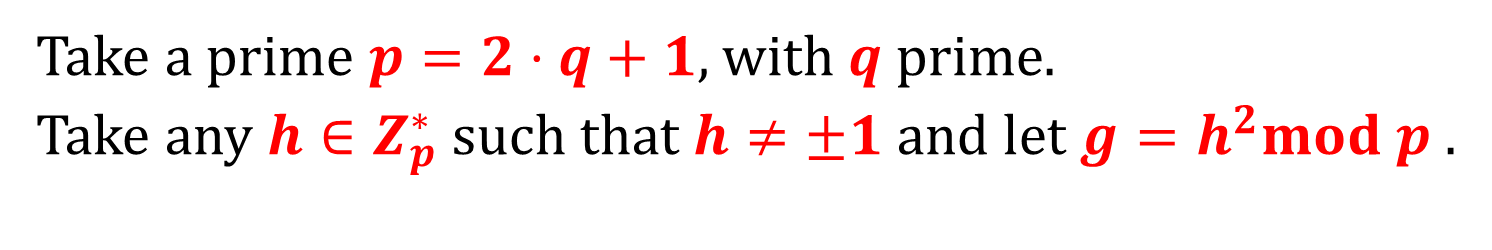 Take a prime p = 2 · q + 1, with q prime.
Take any h ∈ Z*p such that h ≠ ±1 and let g = h² mod p .